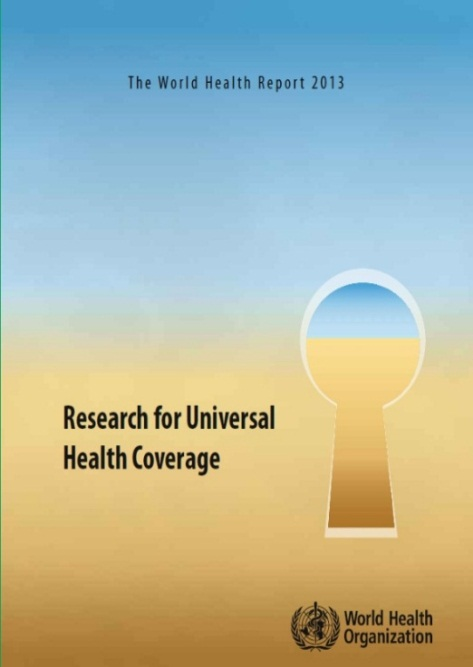 The World Health Report 2013
Research for Universal
Health Coverage
World Health
Organization